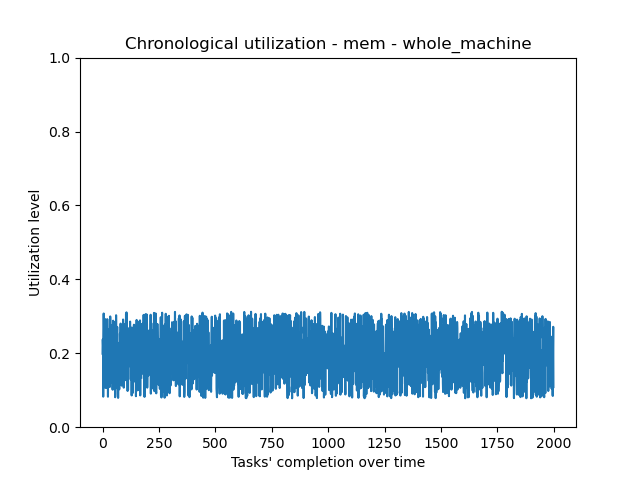 Chronological utilization - mem - whole_machine
1.0
0.8
0.6
0.4
0.2
0.0
Utilization level
0 250 500 750 1000 1250 1500 1750 2000
Tasks' completion over time